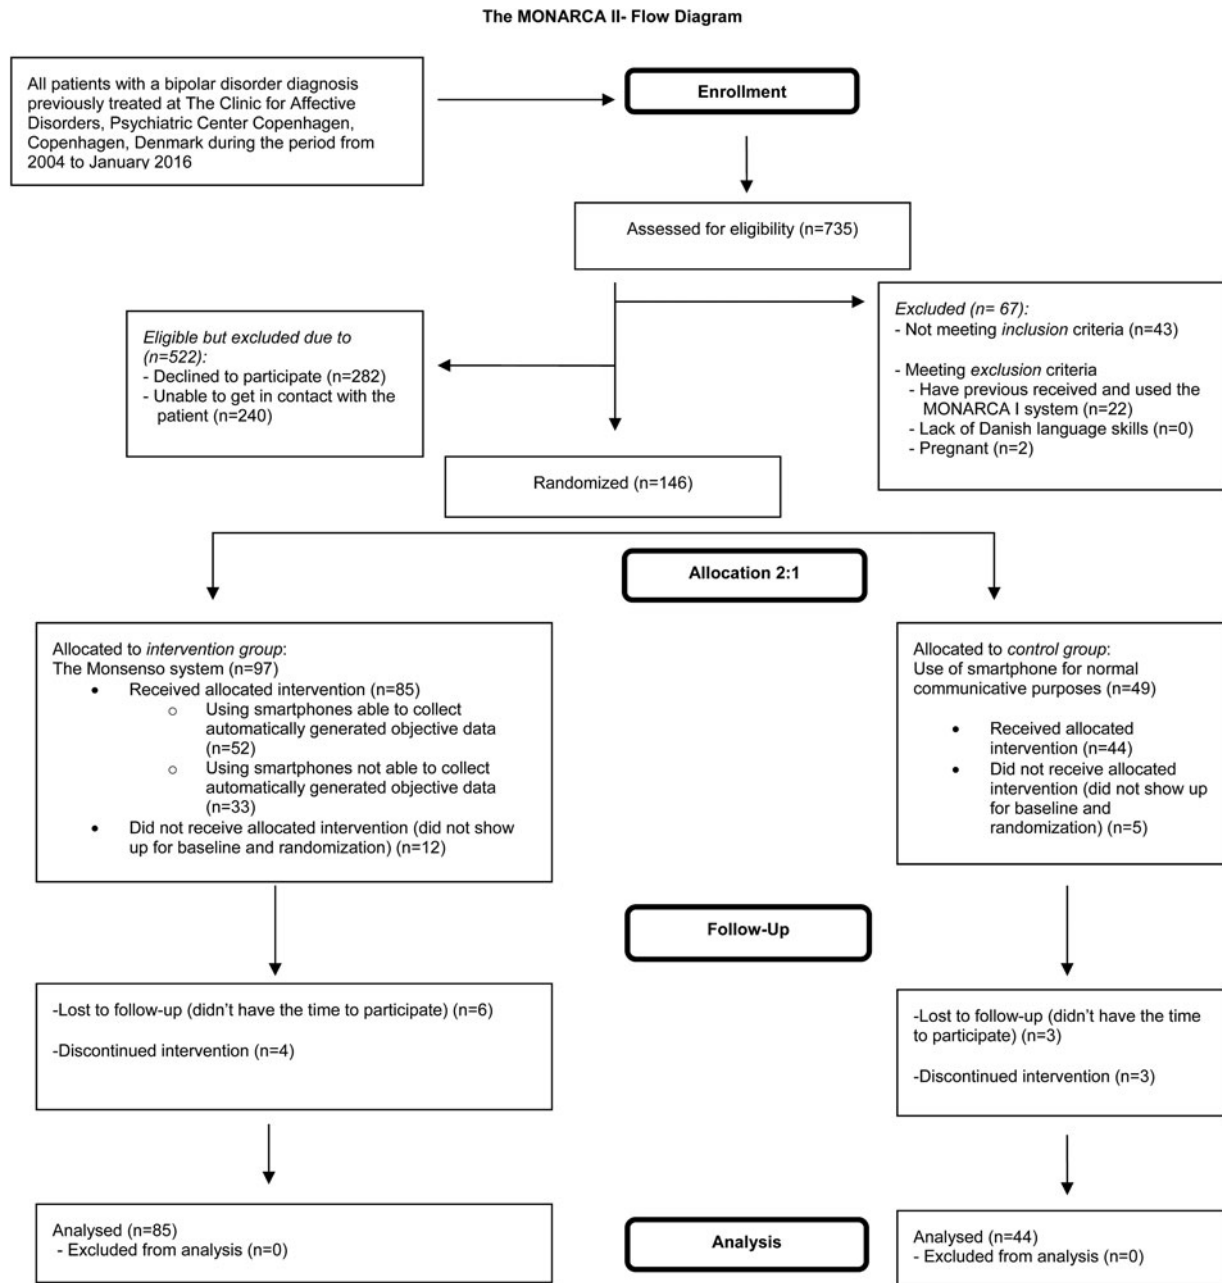 The MONARCA II- Flow Diagram
All patients with a bipolar disorder diagnosis
previously treated at The Clinic for Affective
Disorders, Psychiatric Center Copenhagen,
Copenhagen, Denmark during the period from
2004 to January 2016
Enrollment
Assessed for eligibility (n=735)
Eligible but excluded due to
(n=522):
- Declined to participate (n=282)
- Unable to get in contact with the
patient (n=240)
Excluded (n= 67):
- Not meeting inclusion criteria (n=43)
- Meeting exclusion criteria
- Have previous received and used the
MONARCA I system (n=22)
- Lack of Danish language skills (n=0)
- Pregnant (n=2)
Randomized (n=146)
Allocation 2:1
Allocated to intervention group:
The Monsenso system (n=97)
• Received allocated intervention (n=85)
o Using smartphones able to collect
automatically generated objective data
(n=52)
o Using smartphones not able to collect
automatically generated objective data
(n=33)
• Did not receive allocated intervention (did not show
up for baseline and randomization) (n=12)
Allocated to control group:
Use of smartphone for normal
communicative purposes (n=49)
• Received allocated
intervention (n=44)
• Did not receive allocated
intervention (did not show up
for baseline and
randomization) (n=5)
Follow-Up
-Lost to follow-up (didn't have the time to participate) (n=6)
-Discontinued intervention (n=4)
-Lost to follow-up (didn't have the time
to participate) (n=3)
-Discontinued intervention (n=3)
Analysed (n=85)
- Excluded from analysis (n=0)
Analysis
Analysed (n=44)
- Excluded from analysis (n=0)